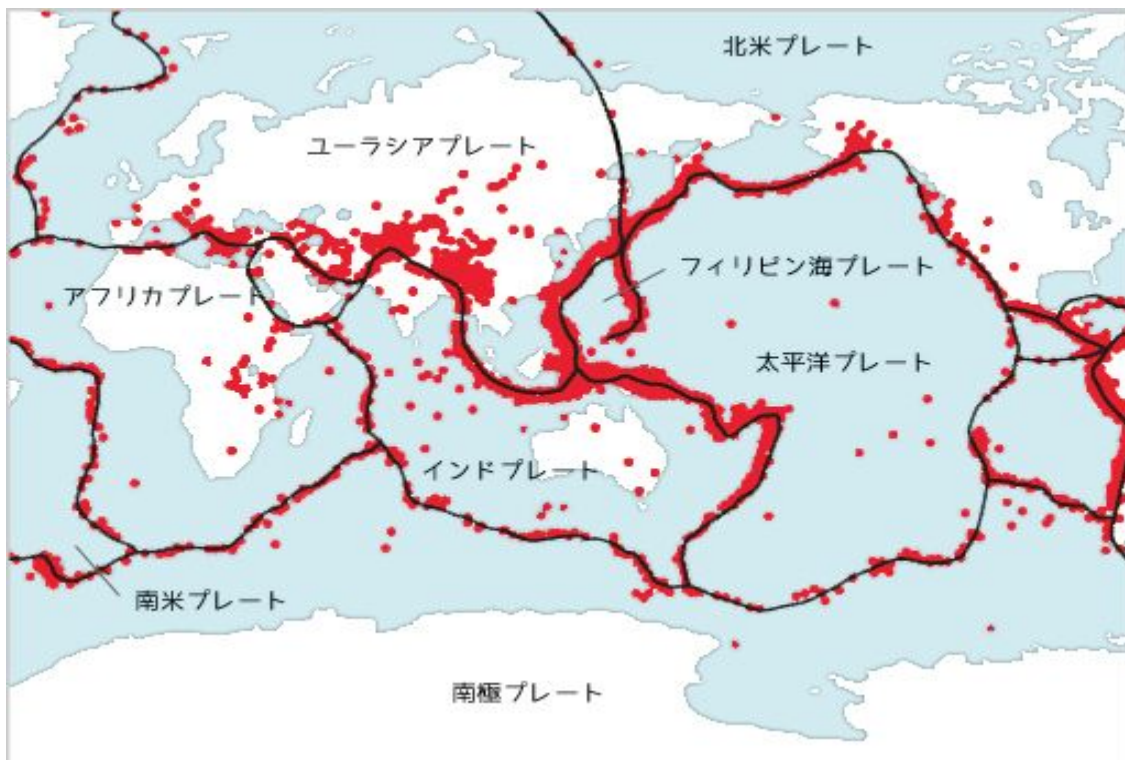 北米プレート
ユーラシアプレート
フィリピン海プレート
アフリカプレート
太平洋プレート
インドプレート
南米プレート
南極プレート